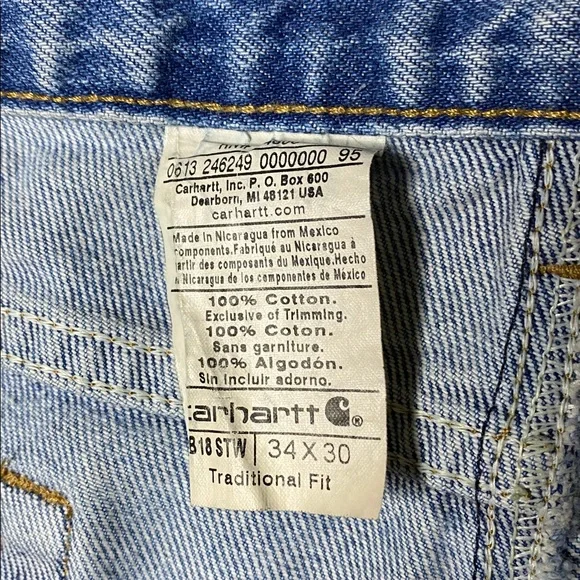 0613 246249 0000000 95
Carhartt, Inc. P. O. Box 600
Dearborn, MI 48121 USA
carhartt.com
Made in Nicaragua from Mexico
components. Fabriqué au Nicaragua à
partir des composants du Mexique. Hecho
Nicaragua de los componentes de México
100% Cotton.
Exclusive of Trimming.
100% Coton.
Sans garniture.
100% Algodón.
Sin incluir adorno.
carhartt ®
B18 STW 34 X 30
Traditional Fit